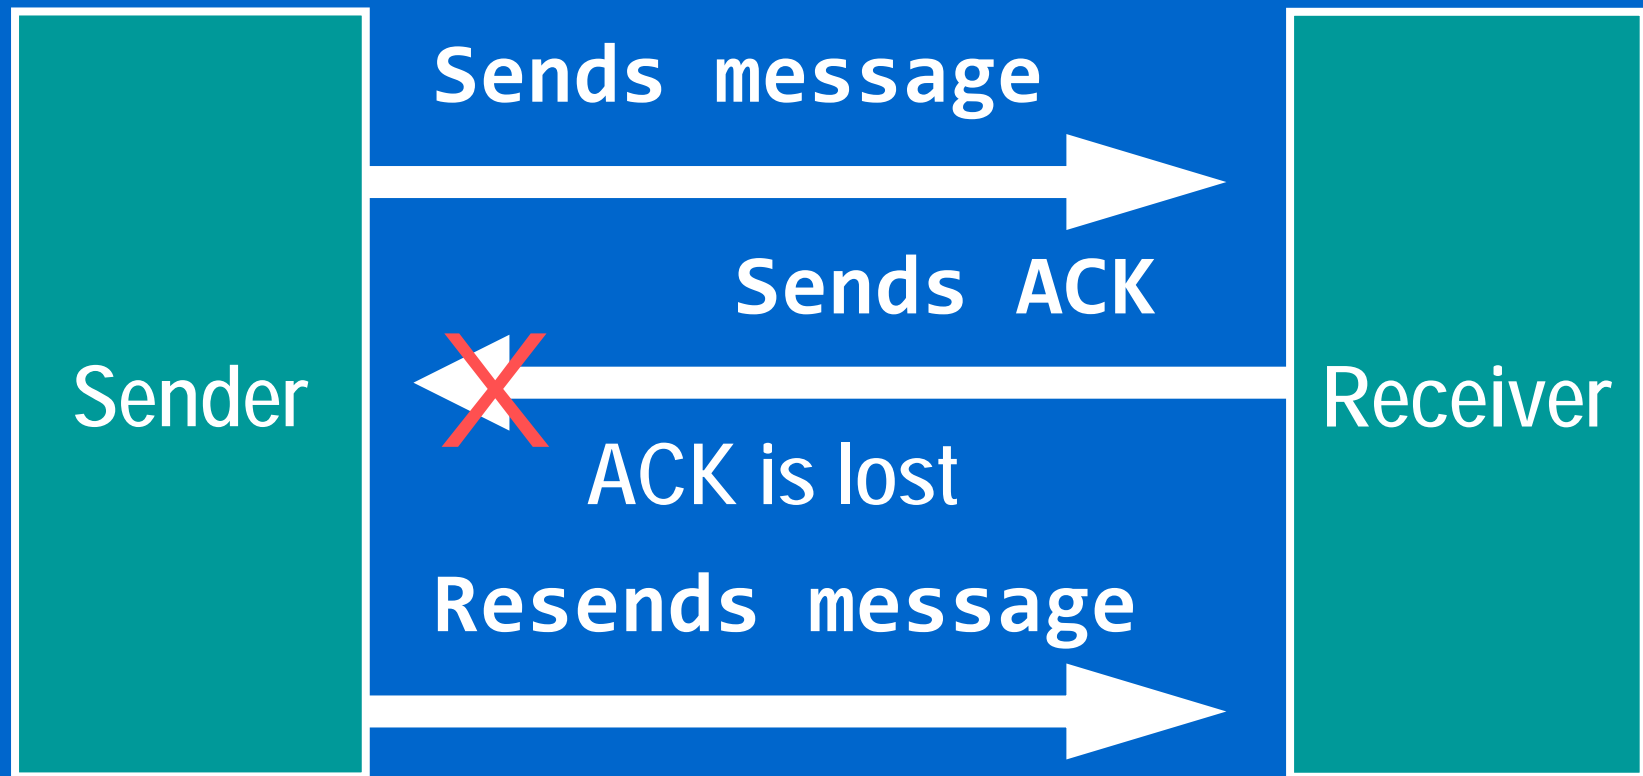 Sends message
Sends ACK
Sender
Receiver
ACK is lost
Resends message